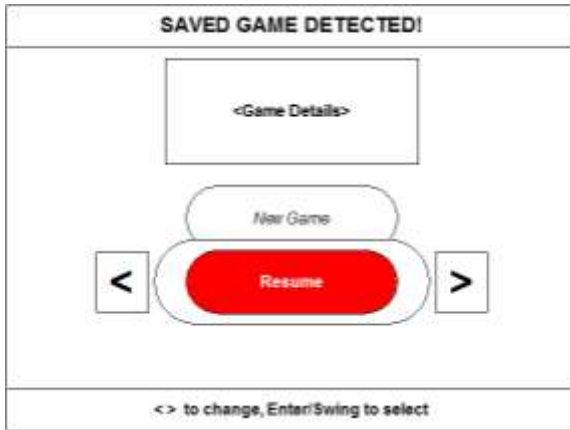 SAVED GAME DETECTED!
<Game Details>
New Game
< Resume >
<> to change, Enter/Swing to select